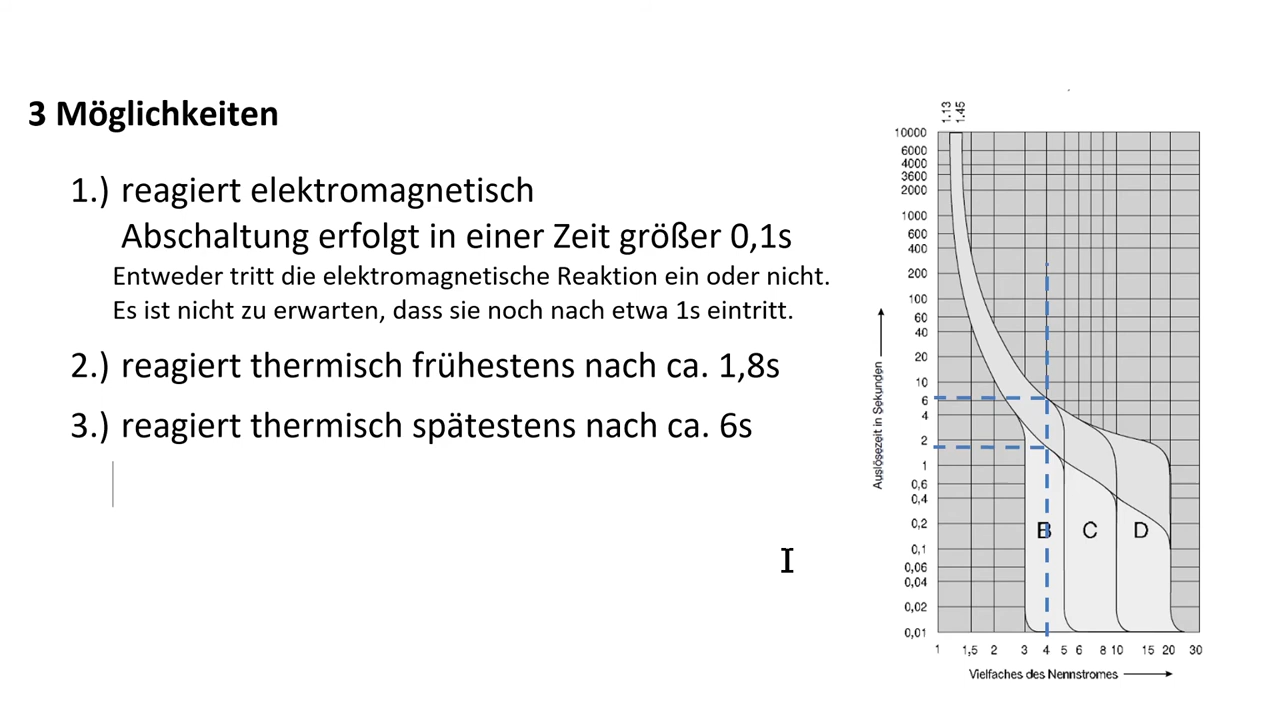 3 Möglichkeiten
1.) reagiert elektromagnetisch
Abschaltung erfolgt in einer Zeit größer 0,1s
Entweder tritt die elektromagnetische Reaktion ein oder nicht.
Es ist nicht zu erwarten, dass sie noch nach etwa 1s eintritt.
2.) reagiert thermisch frühestens nach ca. 1,8s
3.) reagiert thermisch spätestens nach ca. 6s
1.13
1.45
10000
6000
4000
3600
2000
1000
600
400
200
100
60
40
20
10
6
4
2
1
0,6
0,4
0,2
0,1
0,06
0,04
0,02
0,01
Auslösezeit in Sekunden
B C D
1 1,5 2 3 4 5 6 8 10 15 20 30
Vielfaches des Nennstromes